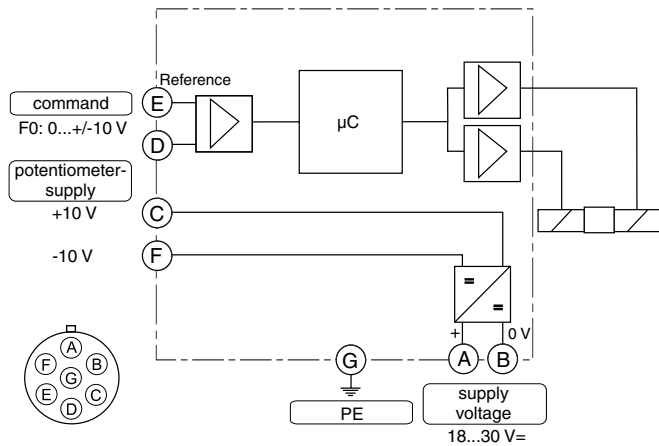 Reference
command
E
F0: 0...+/-10 V
D
µC
potentiometer-
supply
+10 V
C
-10 V
F
=
=
+
0 V
A
B
G
PE
supply
voltage
18...30 V=
A
F
B
G
E
C
D